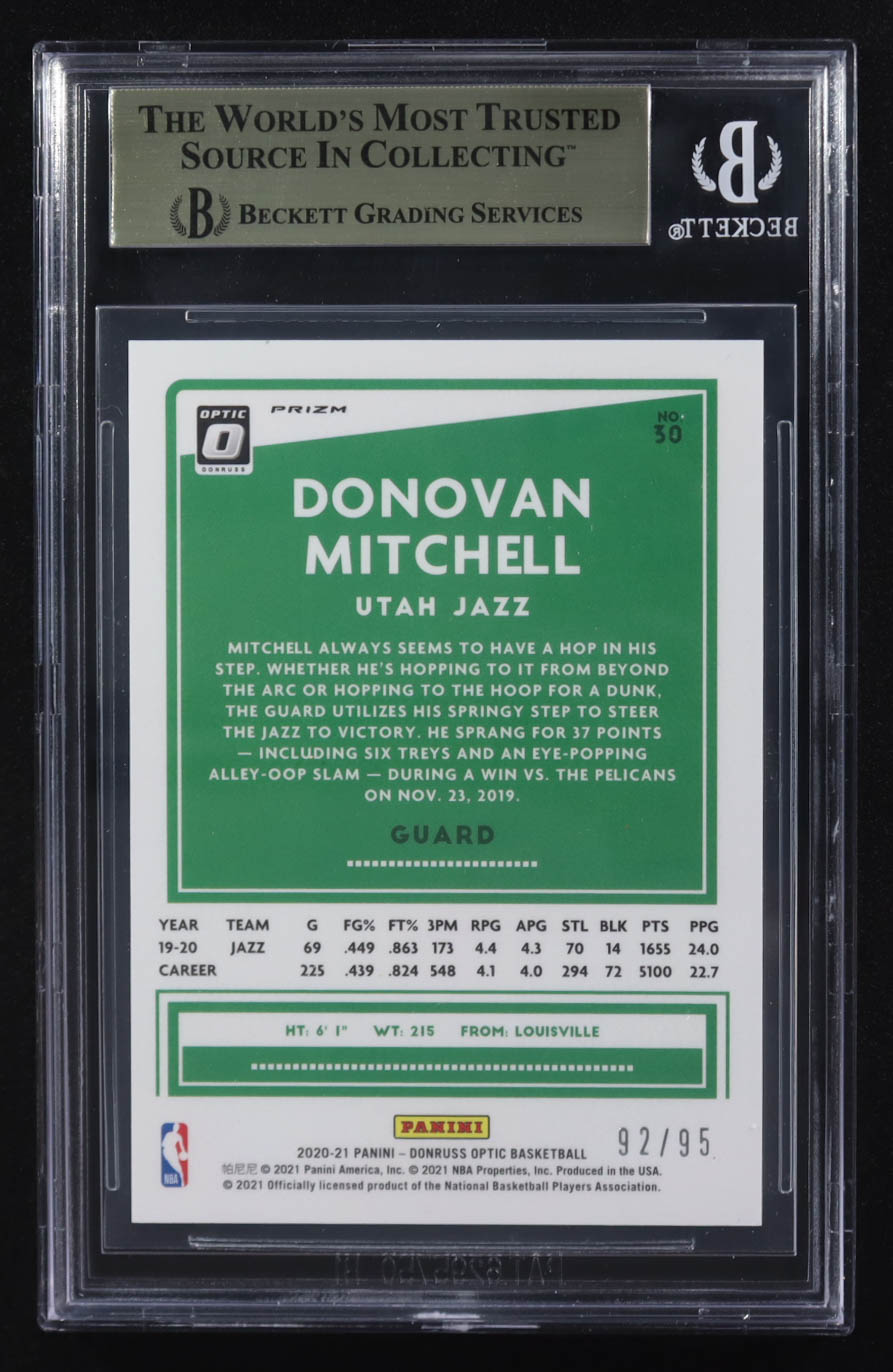 THE WORLD'S MOST TRUSTED
SOURCE IN COLLECTING™
B BECKETT GRADING SERVICES
B
BECKETT®
OPTIC
DONRUSS
PRIZM
NO.
30
DONOVAN
MITCHELL
UTAH JAZZ
MITCHELL ALWAYS SEEMS TO HAVE A HOP IN HIS
STEP. WHETHER HE'S HOPPING TO IT FROM BEYOND
THE ARC OR HOPPING TO THE HOOP FOR A DUNK,
THE GUARD UTILIZES HIS SPRINGY STEP TO STEER
THE JAZZ TO VICTORY. HE SPRANG FOR 37 POINTS
— INCLUDING SIX TREYS AND AN EYE-POPPING
ALLEY-OOP SLAM — DURING A WIN VS. THE PELICANS
ON NOV. 23, 2019.
GUARD
YEAR TEAM G FG% FT% 3PM RPG APG STL BLK PTS PPG
19-20 JAZZ 69 .449 .863 173 4.4 4.3 70 14 1655 24.0
CAREER 225 .439 .824 548 4.1 4.0 294 72 5100 22.7
HT: 6' 1" WT: 215 FROM: LOUISVILLE
PANINI
92/95
NBA
2020-21 PANINI – DONRUSS OPTIC BASKETBALL
帕尼尼 © 2021 Panini America, Inc. © 2021 NBA Properties, Inc. Produced in the USA.
© 2021 Officially licensed product of the National Basketball Players Association.